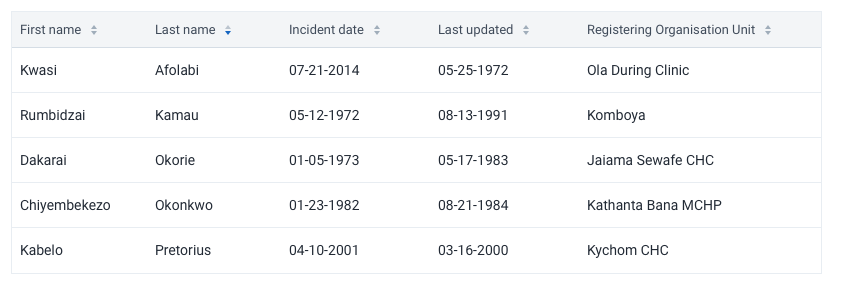 First name Last name Incident date Last updated Registering Organisation Unit
Kwasi Afolabi 07-21-2014 05-25-1972 Ola During Clinic
Rumbidzai Kamau 05-12-1972 08-13-1991 Komboya
Dakarai Okorie 01-05-1973 05-17-1983 Jaiama Sewafe CHC
Chiyembekezo Okonkwo 01-23-1982 08-21-1984 Kathanta Bana MCHP
Kabelo Pretorius 04-10-2001 03-16-2000 Kychom CHC